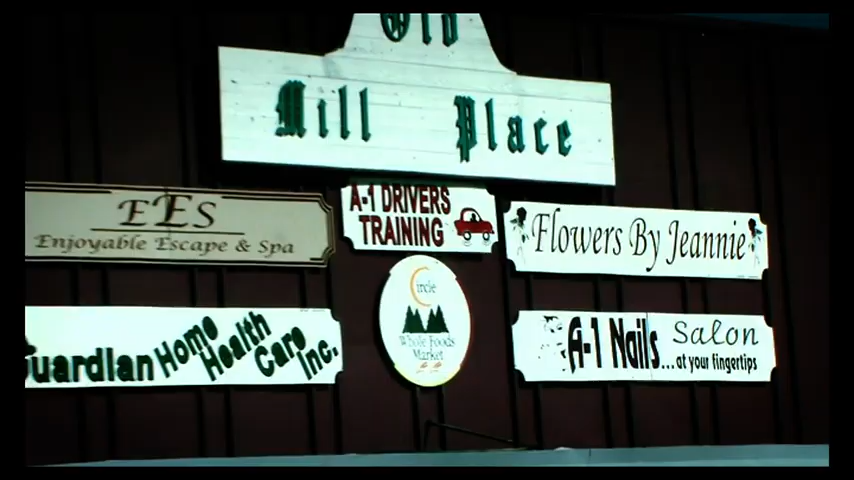 Old
Mill Place
EES
Enjoyable Escape & Spa
A-1 DRIVERS
TRAINING
Flowers By Jeannie
Circle
Whole Foods
Market
Guardian Home Health Care Inc.
A-1 Nails Salon
...at your fingertips